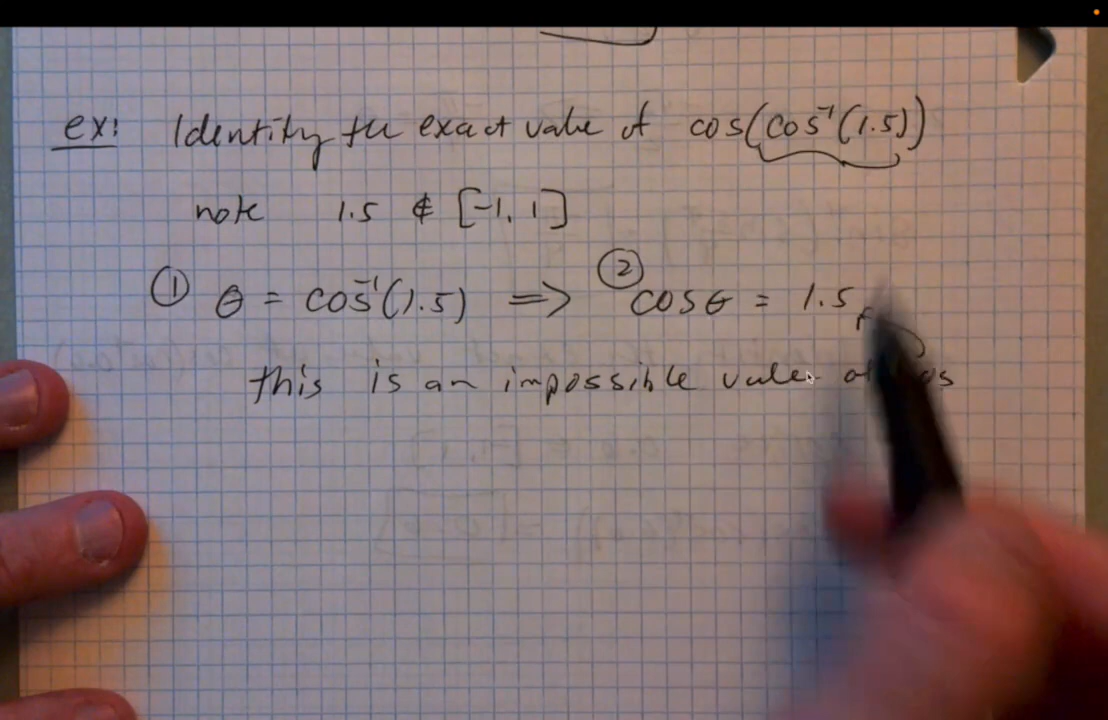 ex: Identify the exact value of cos(cos⁻¹(1.5))
note 1.5 ∉ [-1, 1]
① θ = cos⁻¹(1.5) ⟹ ② cosθ = 1.5
this is an impossible value